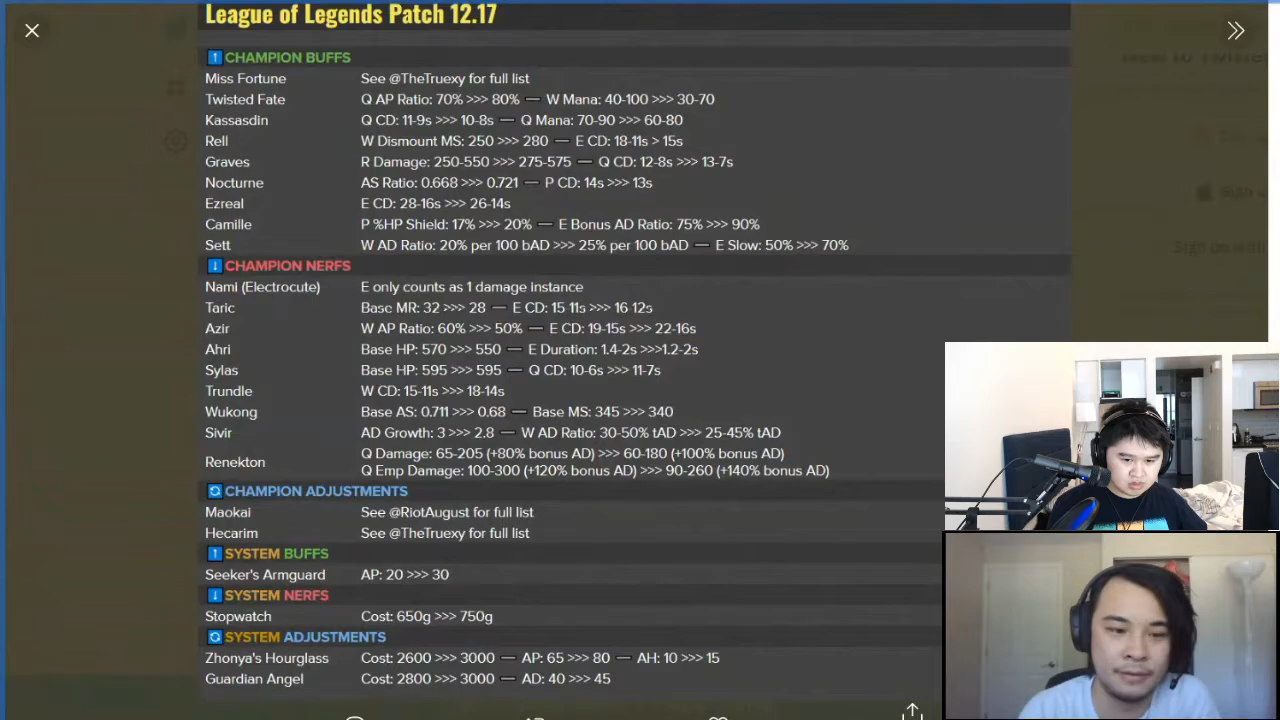 League of Legends Patch 12.17
CHAMPION BUFFS
Miss Fortune See @TheTruexy for full list
Twisted Fate Q AP Ratio: 70% >>> 80% — W Mana: 40-100 >>> 30-70
Kassasdin Q CD: 11-9s >>> 10-8s — Q Mana: 70-90 >>> 60-80
Rell W Dismount MS: 250 >>> 280 — E CD: 18-11s > 15s
Graves R Damage: 250-550 >>> 275-575 — Q CD: 12-8s >>> 13-7s
Nocturne AS Ratio: 0.668 >>> 0.721 — P CD: 14s >>> 13s
Ezreal E CD: 28-16s >>> 26-14s
Camille P %HP Shield: 17% >>> 20% — E Bonus AD Ratio: 75% >>> 90%
Sett W AD Ratio: 20% per 100 bAD >>> 25% per 100 bAD — E Slow: 50% >>> 70%
CHAMPION NERFS
Nami (Electrocute) E only counts as 1 damage instance
Taric Base MR: 32 >>> 28 — E CD: 15-11s >>> 16 12s
Azir W AP Ratio: 60% >>> 50% — E CD: 19-15s >>> 22-16s
Ahri Base HP: 570 >>> 550 — E Duration: 1.4-2s >>>1.2-2s
Sylas Base HP: 595 >>> 595 — Q CD: 10-6s >>> 11-7s
Trundle W CD: 15-11s >>> 18-14s
Wukong Base AS: 0.711 >>> 0.68 — Base MS: 345 >>> 340
Sivir AD Growth: 3 >>> 2.8 — W AD Ratio: 30-50% tAD >>> 25-45% tAD
Renekton Q Damage: 65-205 (+80% bonus AD) >>> 60-180 (+100% bonus AD)
Q Emp Damage: 100-300 (+120% bonus AD) >>> 90-260 (+140% bonus AD)
CHAMPION ADJUSTMENTS
Maokai See @RiotAugust for full list
Hecarim See @TheTruexy for full list
SYSTEM BUFFS
Seeker's Armguard AP: 20 >>> 30
SYSTEM NERFS
Stopwatch Cost: 650g >>> 750g
SYSTEM ADJUSTMENTS
Zhonya's Hourglass Cost: 2600 >>> 3000 — AP: 65 >>> 80 — AH: 10 >>> 15
Guardian Angel Cost: 2800 >>> 3000 — AD: 40 >>> 45
Sign up with